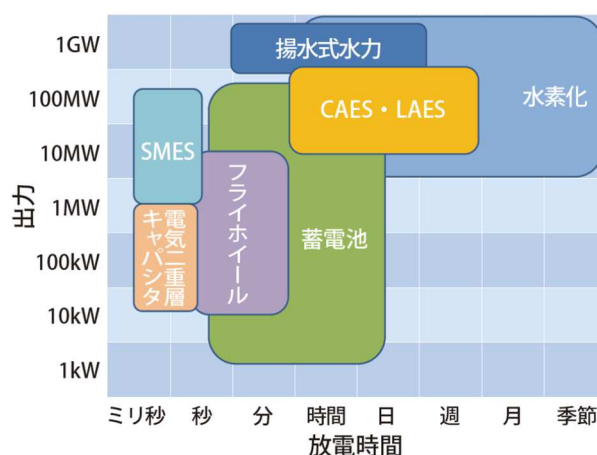 出力
1GW
100MW
10MW
1MW
100kW
10kW
1kW
揚水式水力
水素化
CAES・LAES
SMES
フライホイール
蓄電池
電気二重層
キャパシタ
ミリ秒 秒 分 時間 日 週 月 季節
放電時間